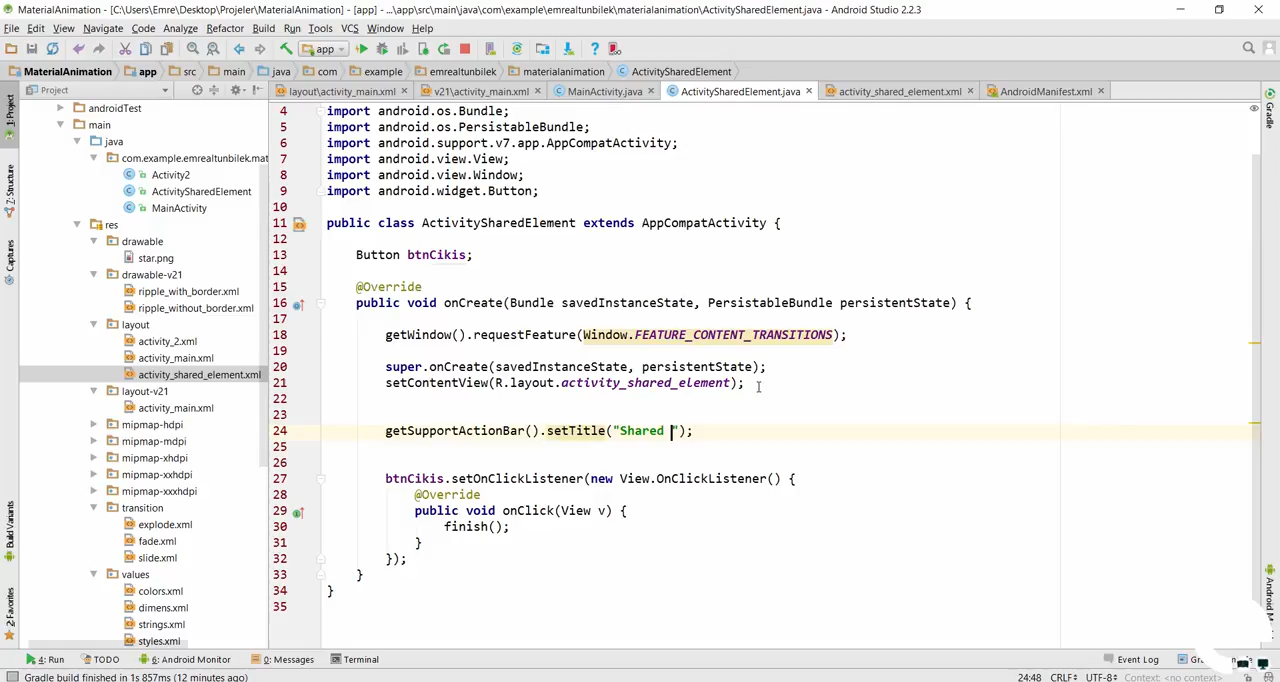 MaterialAnimation - [C:\Users\Emre\Desktop\Projeler\MaterialAnimation] - [app] - ...\app\src\main\java\com\example\emrealtunbilek\materialanimation\ActivitySharedElement.java - Android Studio 2.2.3
File Edit View Navigate Code Analyze Refactor Build Run Tools VCS Window Help
app
MaterialAnimation app src main java com example emrealtunbilek materialanimation ActivitySharedElement.java
Project
layout\activity_main.xml v21\activity_main.xml MainActivity.java ActivitySharedElement.java activity_shared_element.xml AndroidManifest.xml
1: Project
Z: Structure
Captures
Build Variants
2: Favorites
androidTest
main
java
com.example.emrealtunbilek.mat
Activity2
ActivitySharedElement
MainActivity
res
drawable
star.png
drawable-v21
ripple_with_border.xml
ripple_without_border.xml
layout
activity_2.xml
activity_main.xml
activity_shared_element.xml
layout-v21
activity_main.xml
mipmap-hdpi
mipmap-mdpi
mipmap-xhdpi
mipmap-xxhdpi
mipmap-xxxhdpi
transition
explode.xml
fade.xml
slide.xml
values
colors.xml
dimens.xml
strings.xml
styles.xml
4 import android.os.Bundle;
5 import android.os.PersistableBundle;
6 import android.support.v7.app.AppCompatActivity;
7 import android.view.View;
8 import android.view.Window;
9 import android.widget.Button;
10
11 public class ActivitySharedElement extends AppCompatActivity {
12
13 Button btnCikis;
14
15 @Override
16 public void onCreate(Bundle savedInstanceState, PersistableBundle persistentState) {
17
18 getWindow().requestFeature(Window.FEATURE_CONTENT_TRANSITIONS);
19
20 super.onCreate(savedInstanceState, persistentState);
21 setContentView(R.layout.activity_shared_element);
22
23
24 getSupportActionBar().setTitle("Shared ");
25
26
27 btnCikis.setOnClickListener(new View.OnClickListener() {
28 @Override
29 public void onClick(View v) {
30 finish();
31 }
32 });
33 }
34 }
35
Gradle
4: Run TODO 6: Android Monitor 0: Messages Terminal Event Log
Gradle build finished in 1s 857ms (12 minutes ago) 24:48 CRLF UTF-8 Context: <no context>